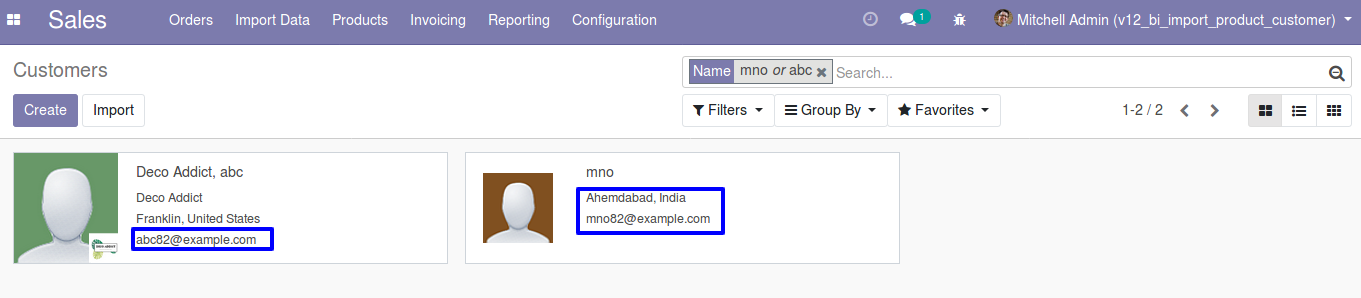 Sales Orders Import Data Products Invoicing Reporting Configuration 1 Mitchell Admin (v12_bi_import_product_customer)
Customers
Name mno or abc Search...
Create Import
Filters Group By Favorites 1-2 / 2
Deco Addict, abc
Deco Addict
Franklin, United States
abc82@example.com
mno
Ahemdabad, India
mno82@example.com